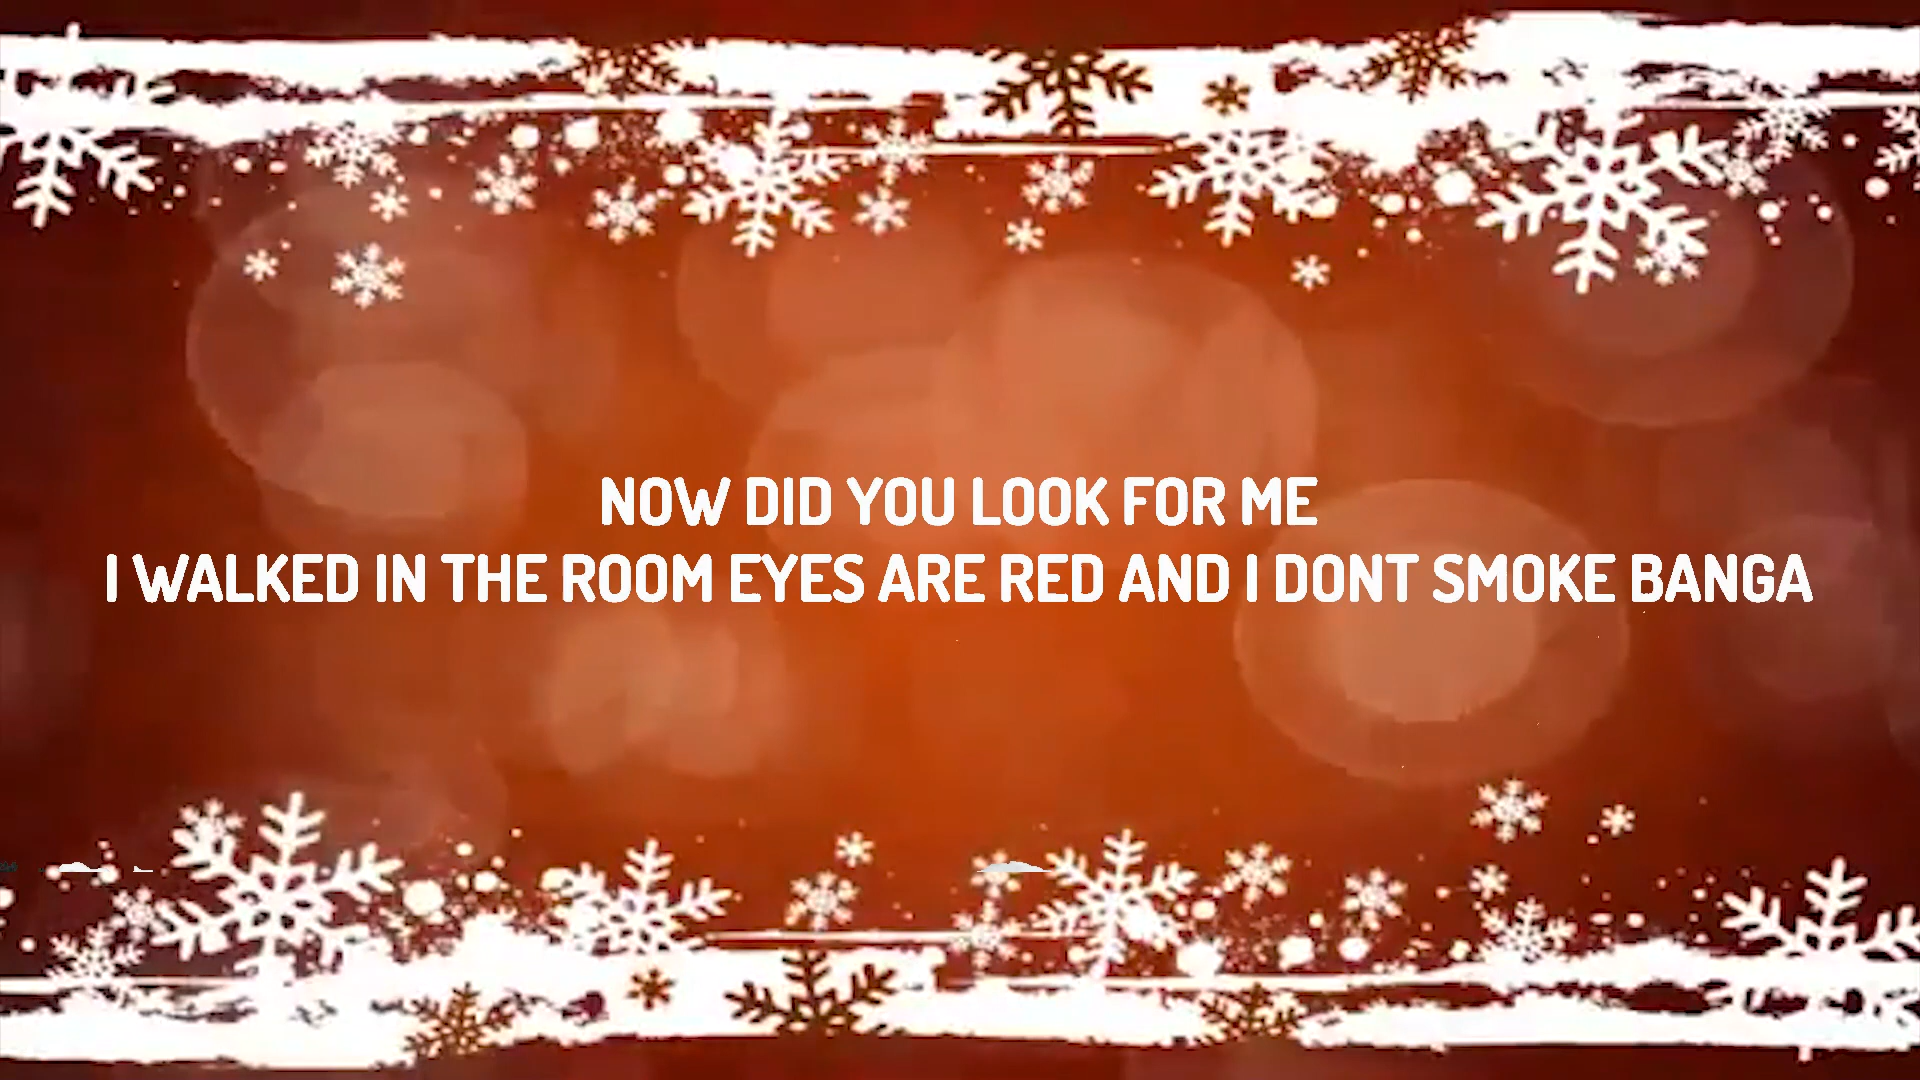 NOW DID YOU LOOK FOR ME
I WALKED IN THE ROOM EYES ARE RED AND I DONT SMOKE BANGA